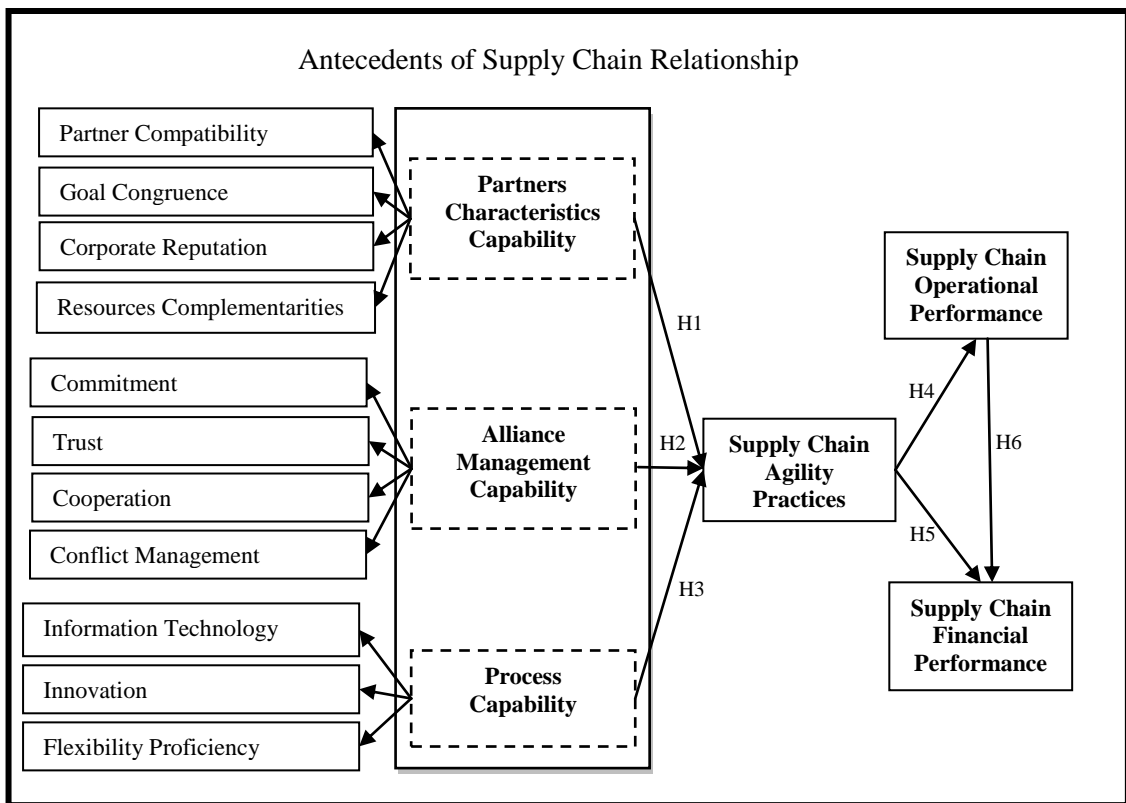 Antecedents of Supply Chain Relationship
Partner Compatibility
Goal Congruence
Corporate Reputation
Resources Complementarities
Commitment
Trust
Cooperation
Conflict Management
Information Technology
Innovation
Flexibility Proficiency
Partners
Characteristics
Capability
Alliance
Management
Capability
Process
Capability
H1
H2
H3
Supply Chain
Agility
Practices
H4
H5
H6
Supply Chain
Operational
Performance
Supply Chain
Financial
Performance